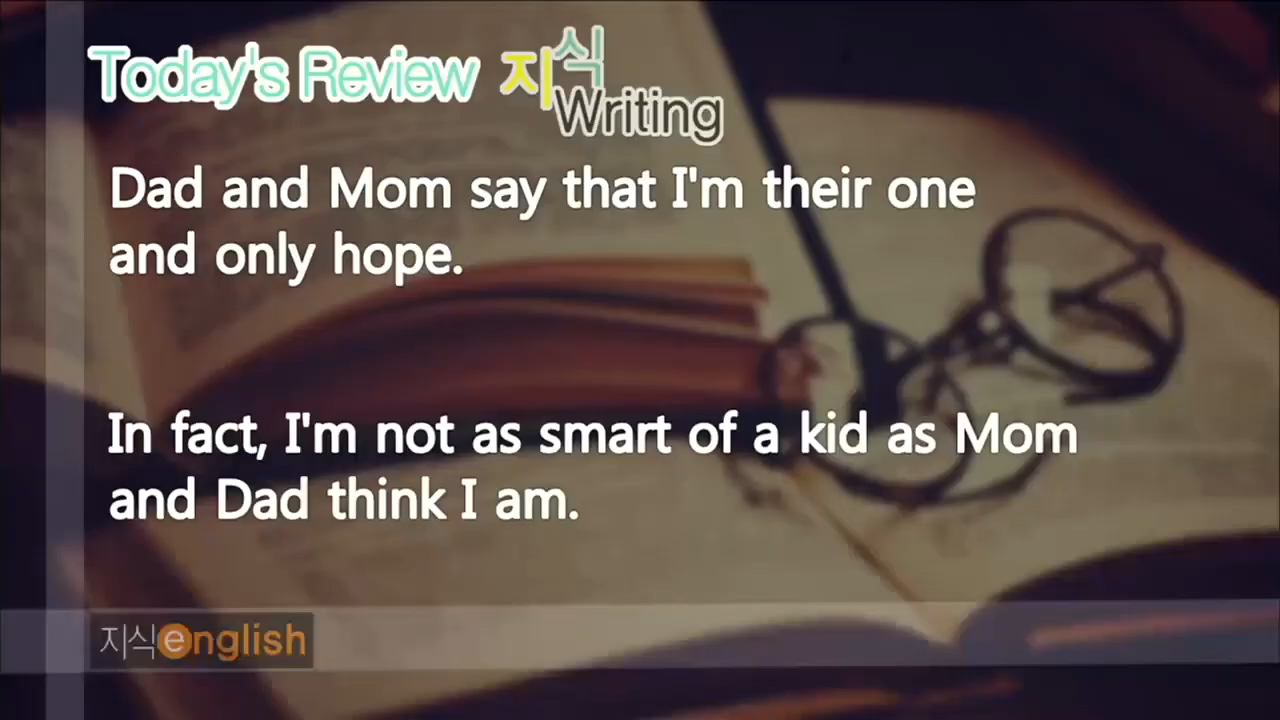 Today's Review 지식 Writing
Dad and Mom say that I'm their one
and only hope.
In fact, I'm not as smart of a kid as Mom
and Dad think I am.
지식english